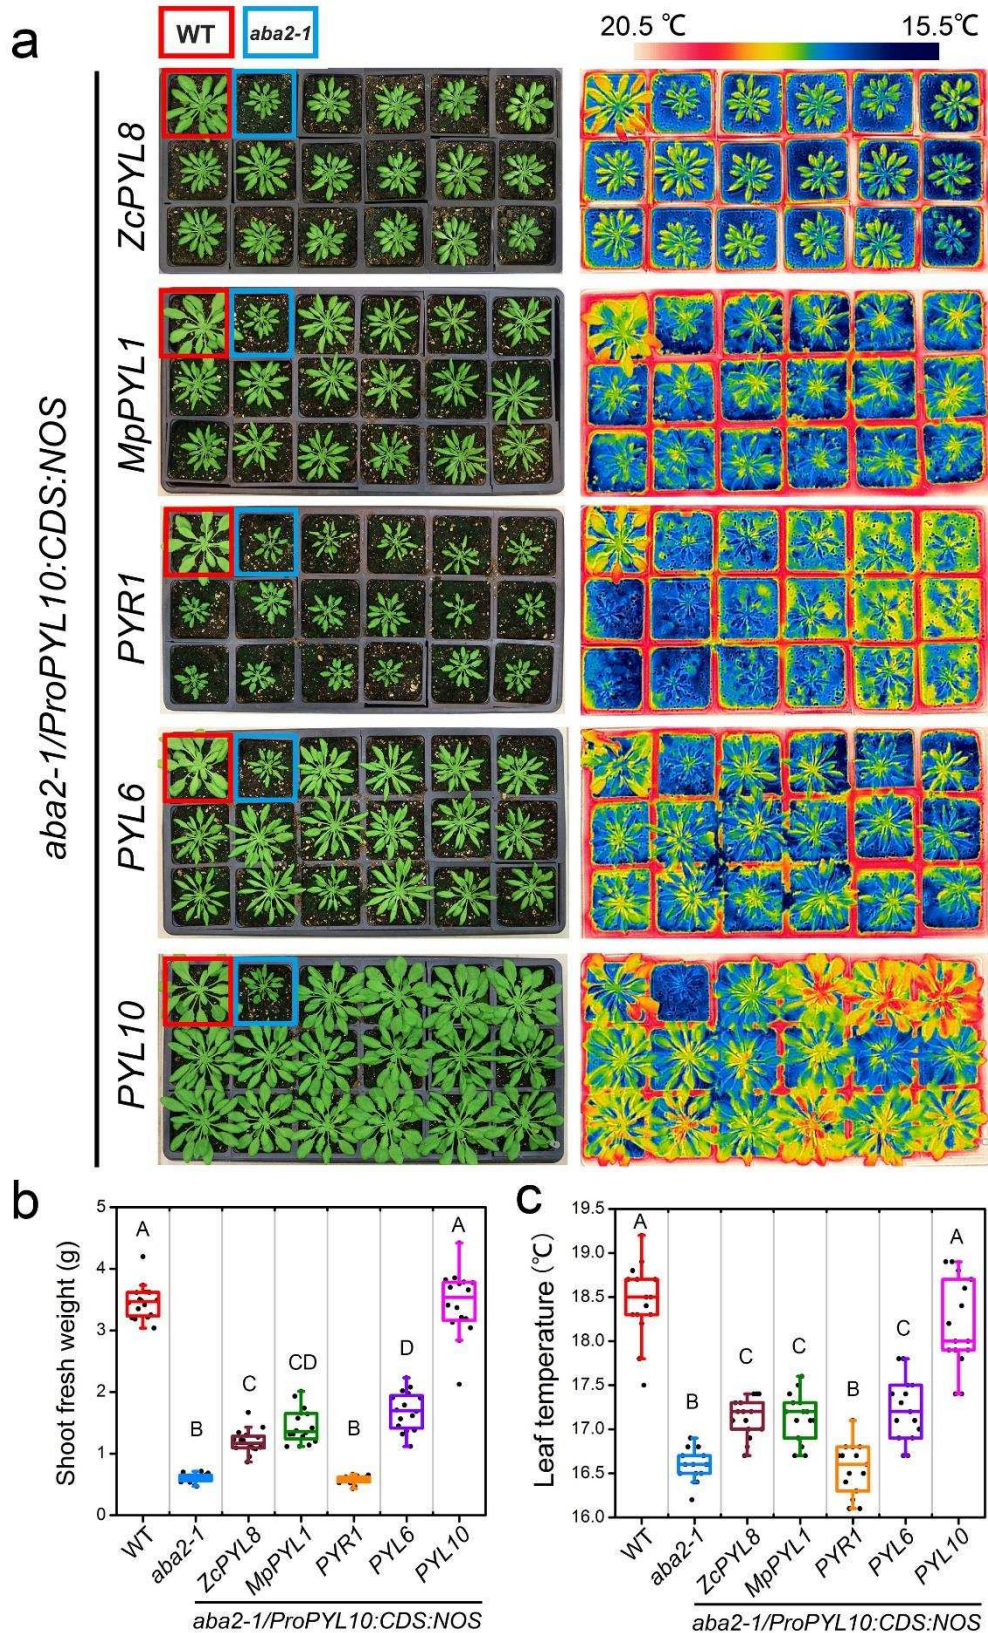 a
WT
aba2-1
20.5 ℃
15.5℃
aba2-1/ProPYL10:CDS:NOS
ZcPYL8
MpPYL1
PYR1
PYL6
PYL10
b
Shoot fresh weight (g)
5
4
3
2
1
0
A
B
C
CD
B
D
A
WT
aba2-1
ZcPYL8
MpPYL1
PYR1
PYL6
PYL10
aba2-1/ProPYL10:CDS:NOS
c
Leaf temperature (℃)
19.5
19.0
18.5
18.0
17.5
17.0
16.5
16.0
A
B
C
C
B
C
A
WT
aba2-1
ZcPYL8
MpPYL1
PYR1
PYL6
PYL10
aba2-1/ProPYL10:CDS:NOS